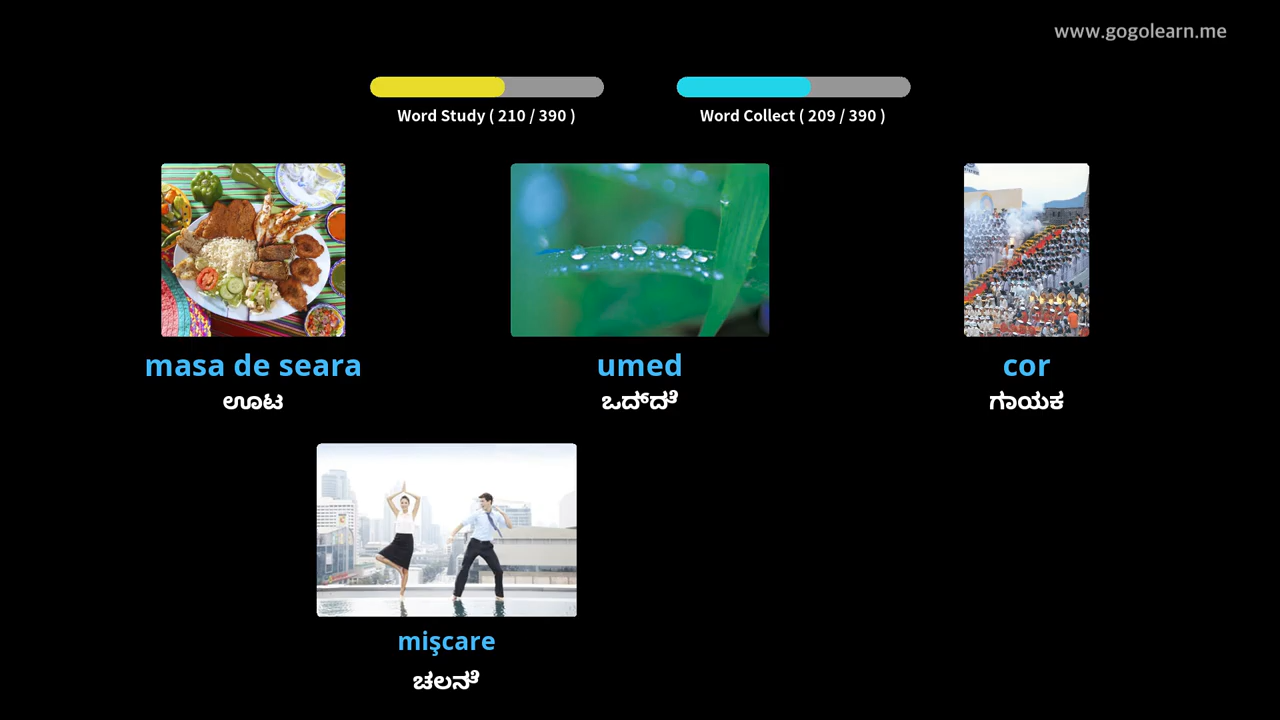 www.gogolearn.me
Word Study ( 210 / 390 )
Word Collect ( 209 / 390 )
masa de seara
ಊಟ
umed
ಒದ್ದೆ
cor
ಗಾಯಕ
mişcare
ಚಲನೆ